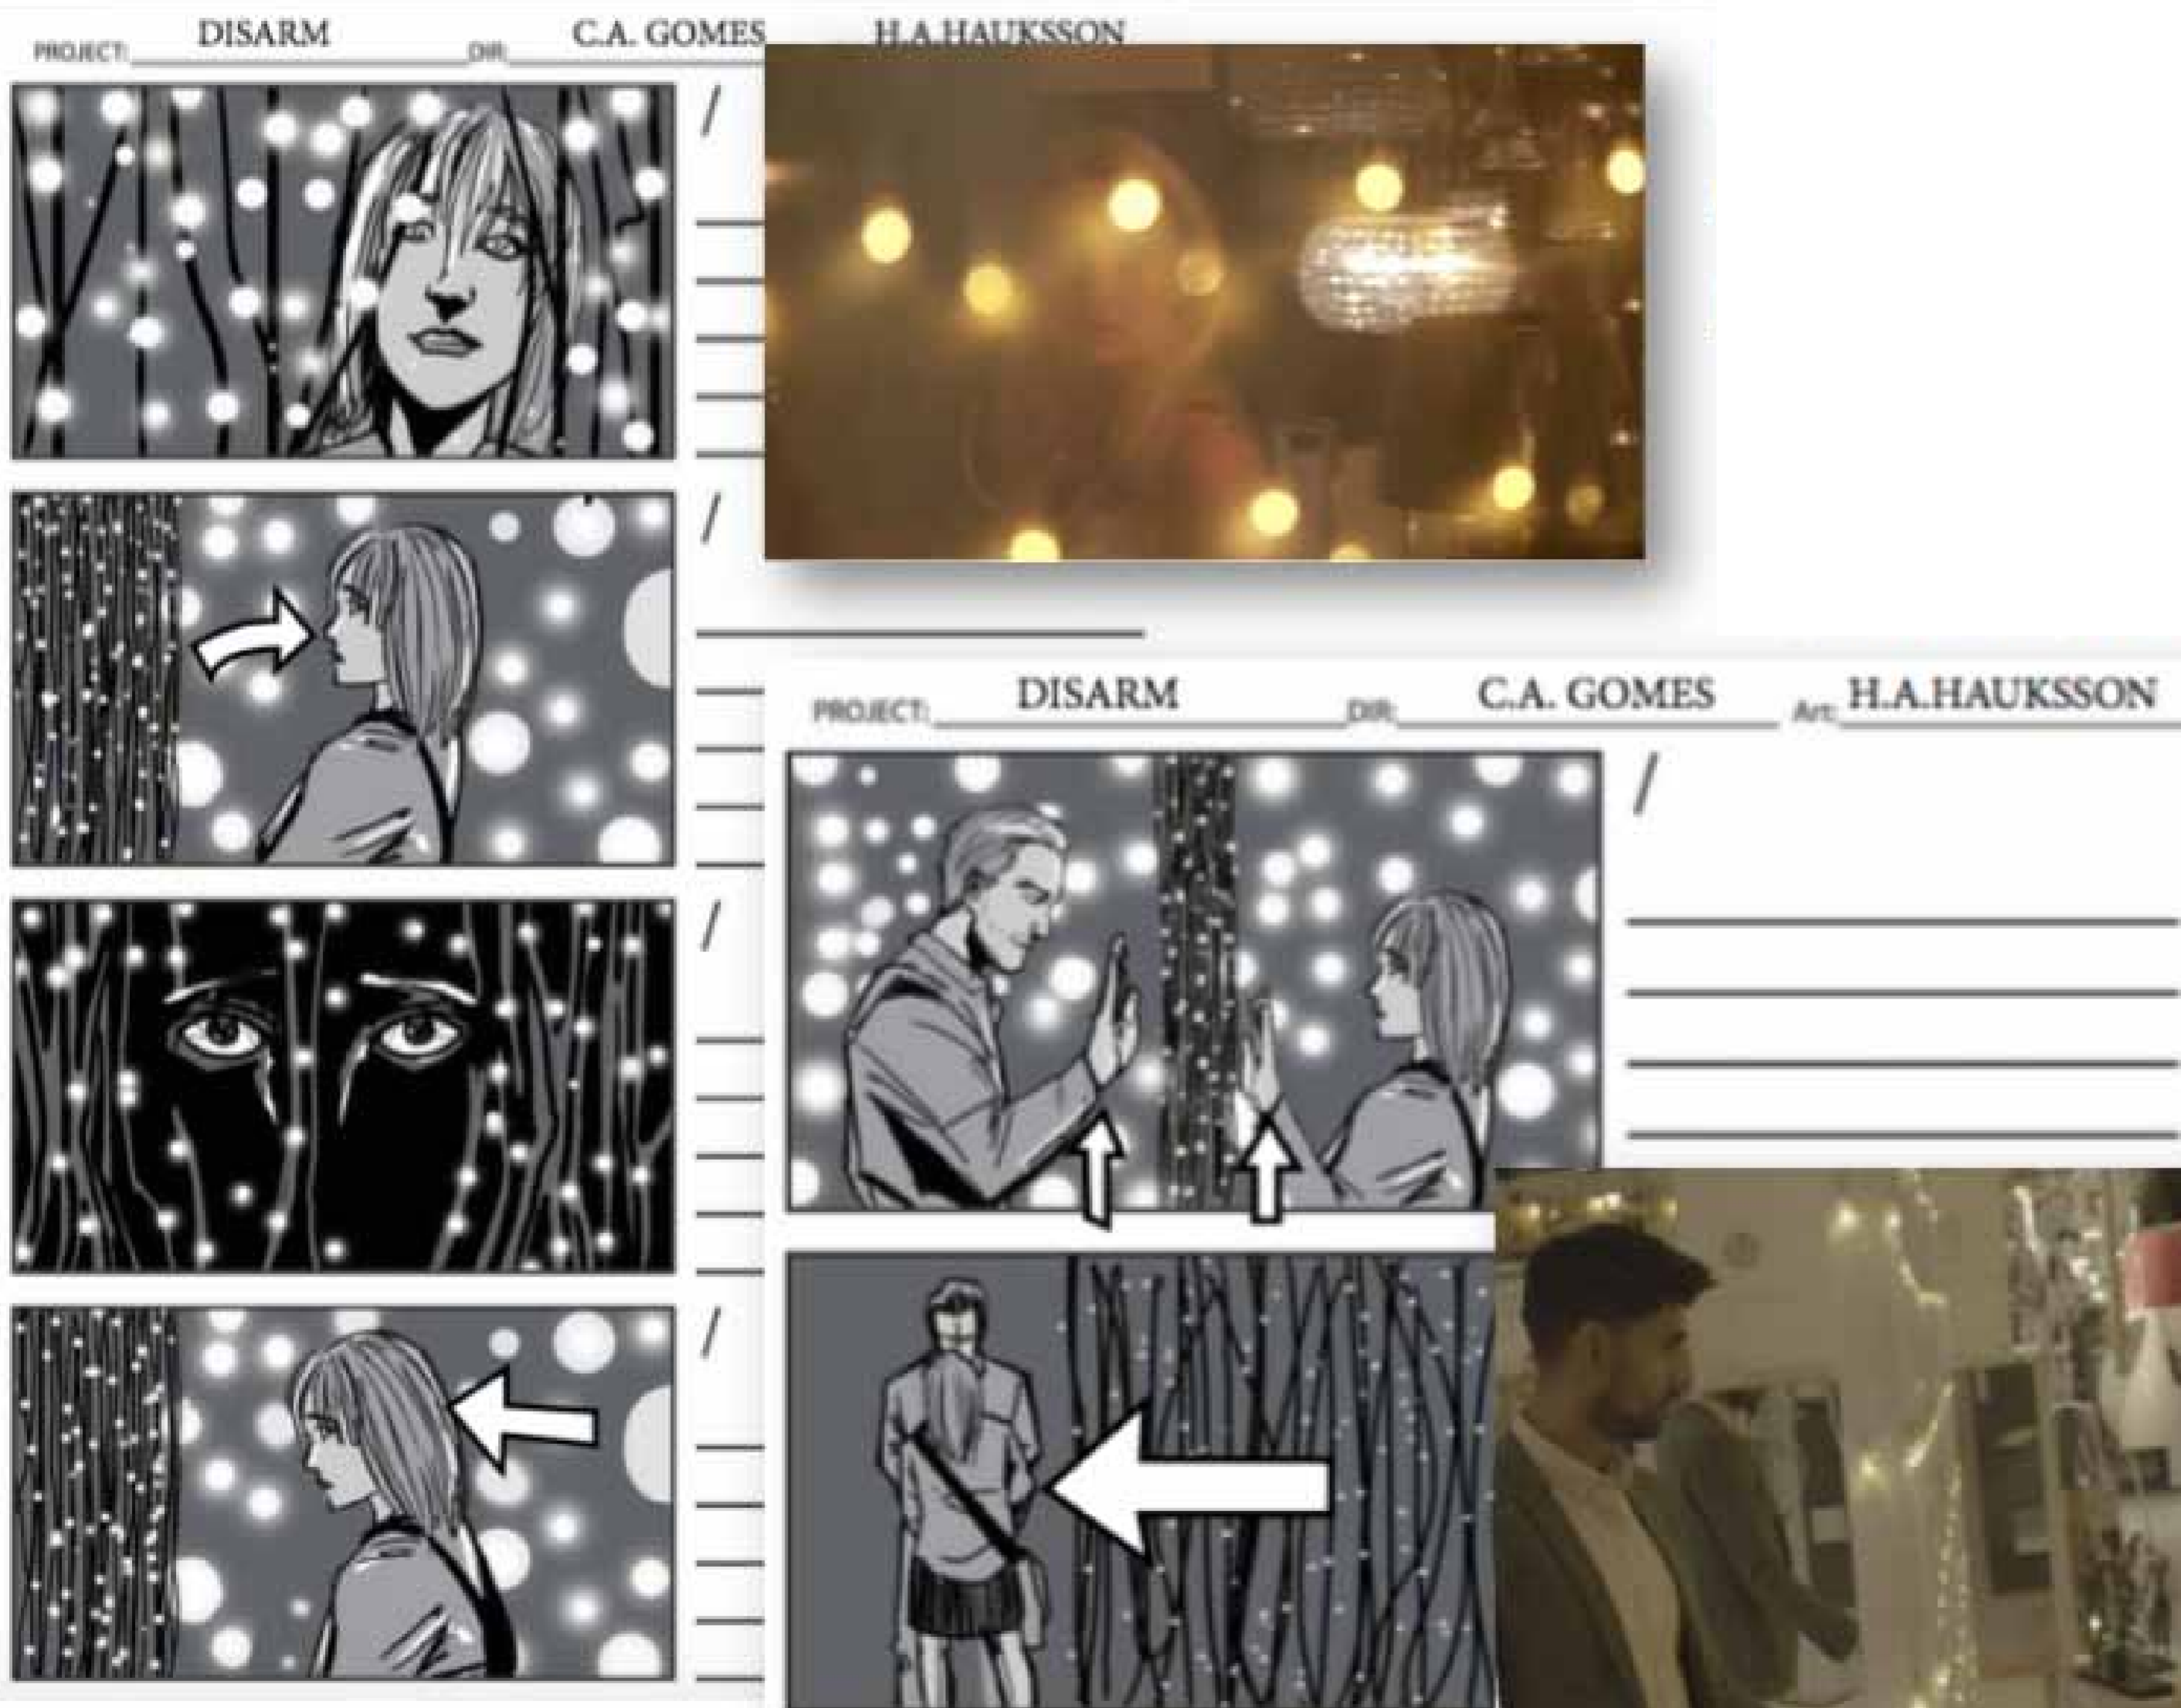 PROJECT: DISARM DIR: C.A. GOMES H.A.HAUKSSON
PROJECT: DISARM DIR: C.A. GOMES Art: H.A.HAUKSSON